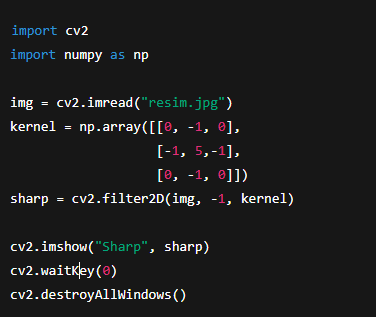 import cv2
import numpy as np
img = cv2.imread("resim.jpg")
kernel = np.array([[0, -1, 0],
[-1, 5,-1],
[0, -1, 0]])
sharp = cv2.filter2D(img, -1, kernel)
cv2.imshow("Sharp", sharp)
cv2.waitKey(0)
cv2.destroyAllWindows()